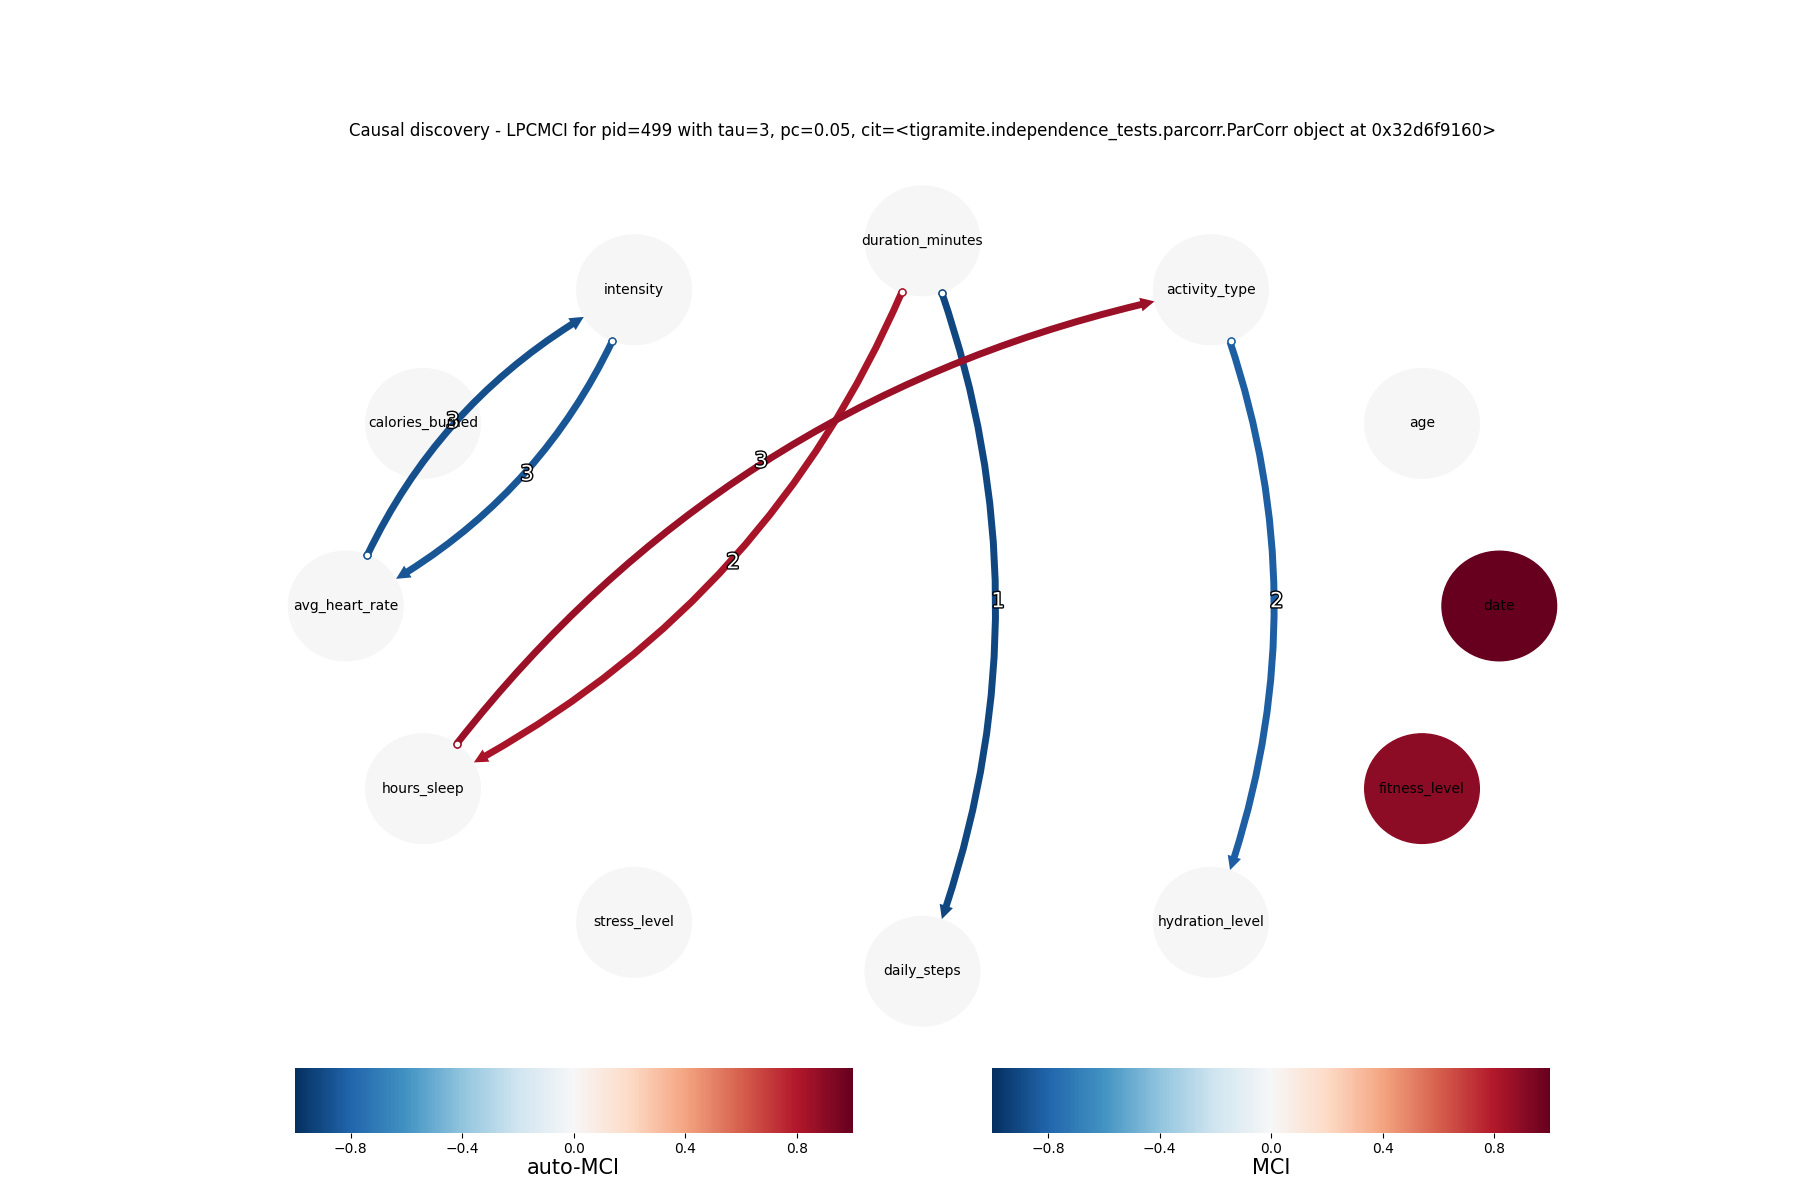 Causal discovery - LPCMCI for pid=499 with tau=3, pc=0.05, cit=<tigramite.independence_tests.parcorr.ParCorr object at 0x32d6f9160>
duration_minutes
intensity
activity_type
calories_burned
3
age
3
3
2
1
2
avg_heart_rate
date
hours_sleep
fitness_level
stress_level
hydration_level
daily_steps
−0.8 −0.4 0.0 0.4 0.8
auto-MCI
−0.8 −0.4 0.0 0.4 0.8
MCI